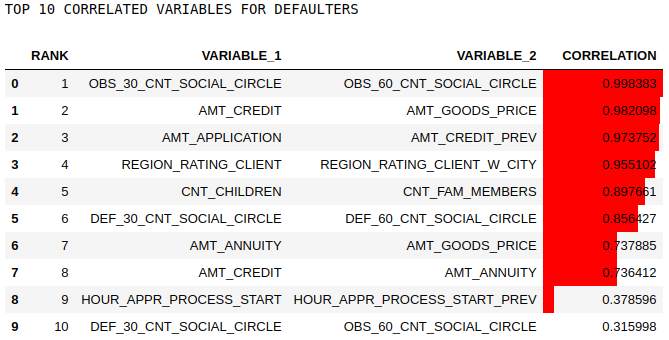 TOP 10 CORRELATED VARIABLES FOR DEFAULTERS
RANK VARIABLE_1 VARIABLE_2 CORRELATION
0 1 OBS_30_CNT_SOCIAL_CIRCLE OBS_60_CNT_SOCIAL_CIRCLE 0.998383
1 2 AMT_CREDIT AMT_GOODS_PRICE 0.982098
2 3 AMT_APPLICATION AMT_CREDIT_PREV 0.973752
3 4 REGION_RATING_CLIENT REGION_RATING_CLIENT_W_CITY 0.955102
4 5 CNT_CHILDREN CNT_FAM_MEMBERS 0.897661
5 6 DEF_30_CNT_SOCIAL_CIRCLE DEF_60_CNT_SOCIAL_CIRCLE 0.856427
6 7 AMT_ANNUITY AMT_GOODS_PRICE 0.737885
7 8 AMT_CREDIT AMT_ANNUITY 0.736412
8 9 HOUR_APPR_PROCESS_START HOUR_APPR_PROCESS_START_PREV 0.378596
9 10 DEF_30_CNT_SOCIAL_CIRCLE OBS_60_CNT_SOCIAL_CIRCLE 0.315998